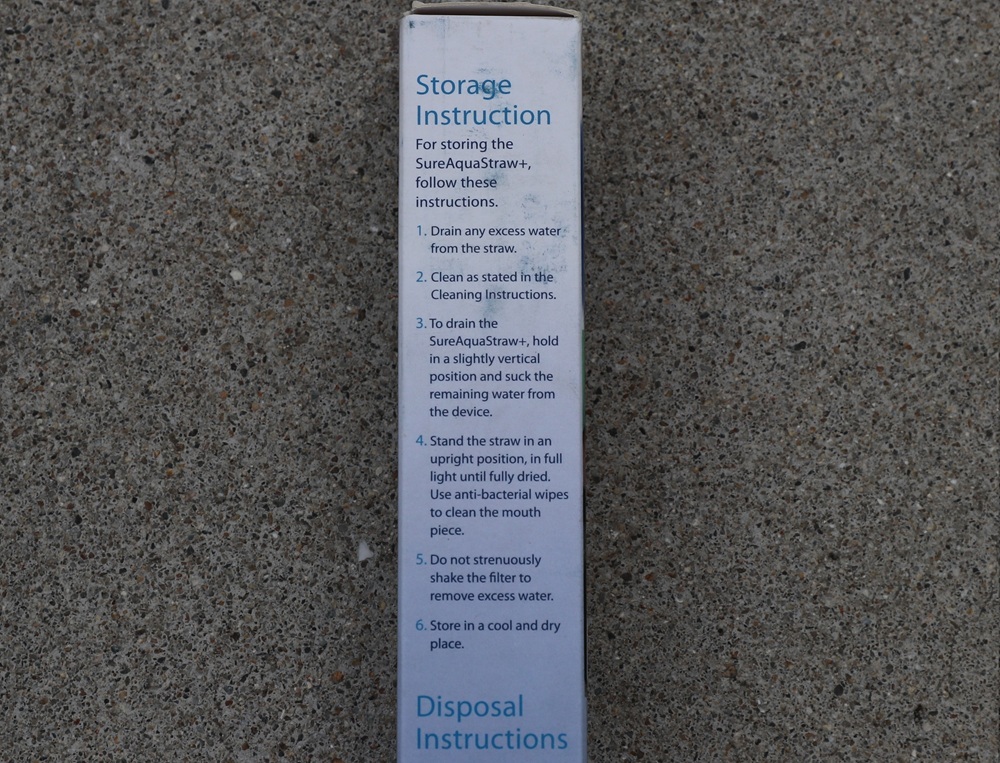 Storage
Instruction
For storing the
SureAquaStraw+,
follow these
instructions.
1. Drain any excess water
from the straw.
2. Clean as stated in the
Cleaning Instructions.
3. To drain the
SureAquaStraw+, hold
in a slightly vertical
position and suck the
remaining water from
the device.
4. Stand the straw in an
upright position, in full
light until fully dried.
Use anti-bacterial wipes
to clean the mouth
piece.
5. Do not strenuously
shake the filter to
remove excess water.
6. Store in a cool and dry
place.
Disposal
Instructions